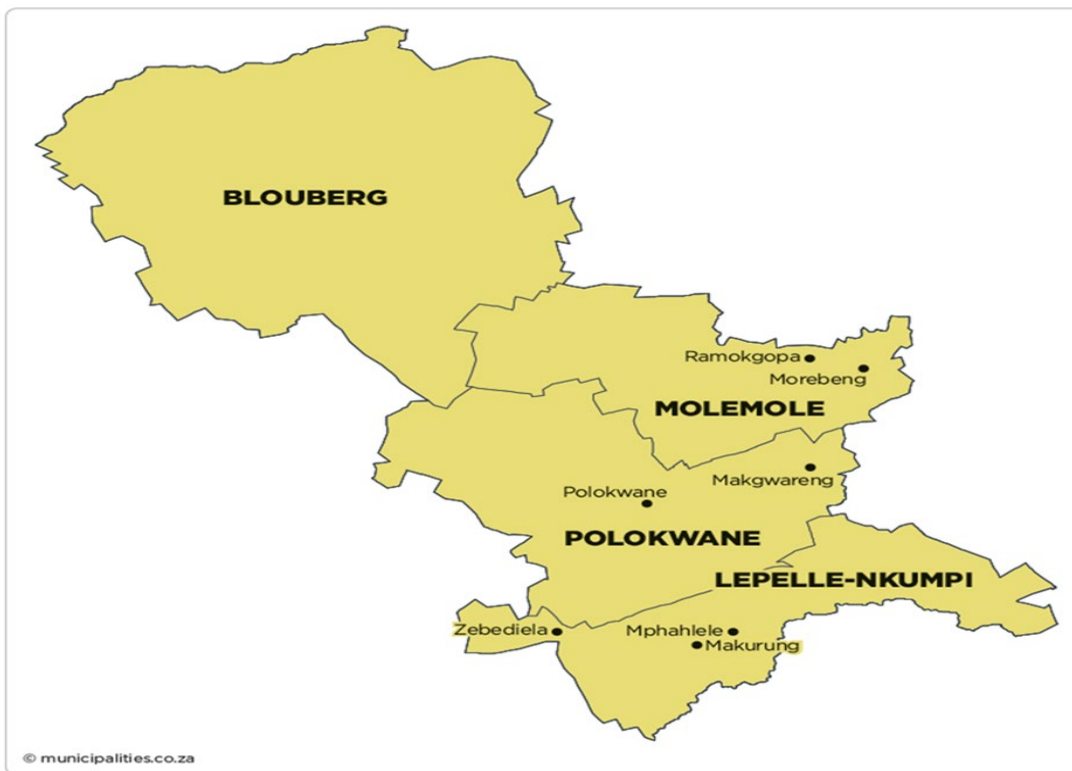 BLOUBERG
Ramokgopa
Morebeng
MOLEMOLE
Makgwareng
Polokwane
POLOKWANE
LEPELLE-NKUMPI
Zebediela
Mphahlele
Makurung
© municipalities.co.za